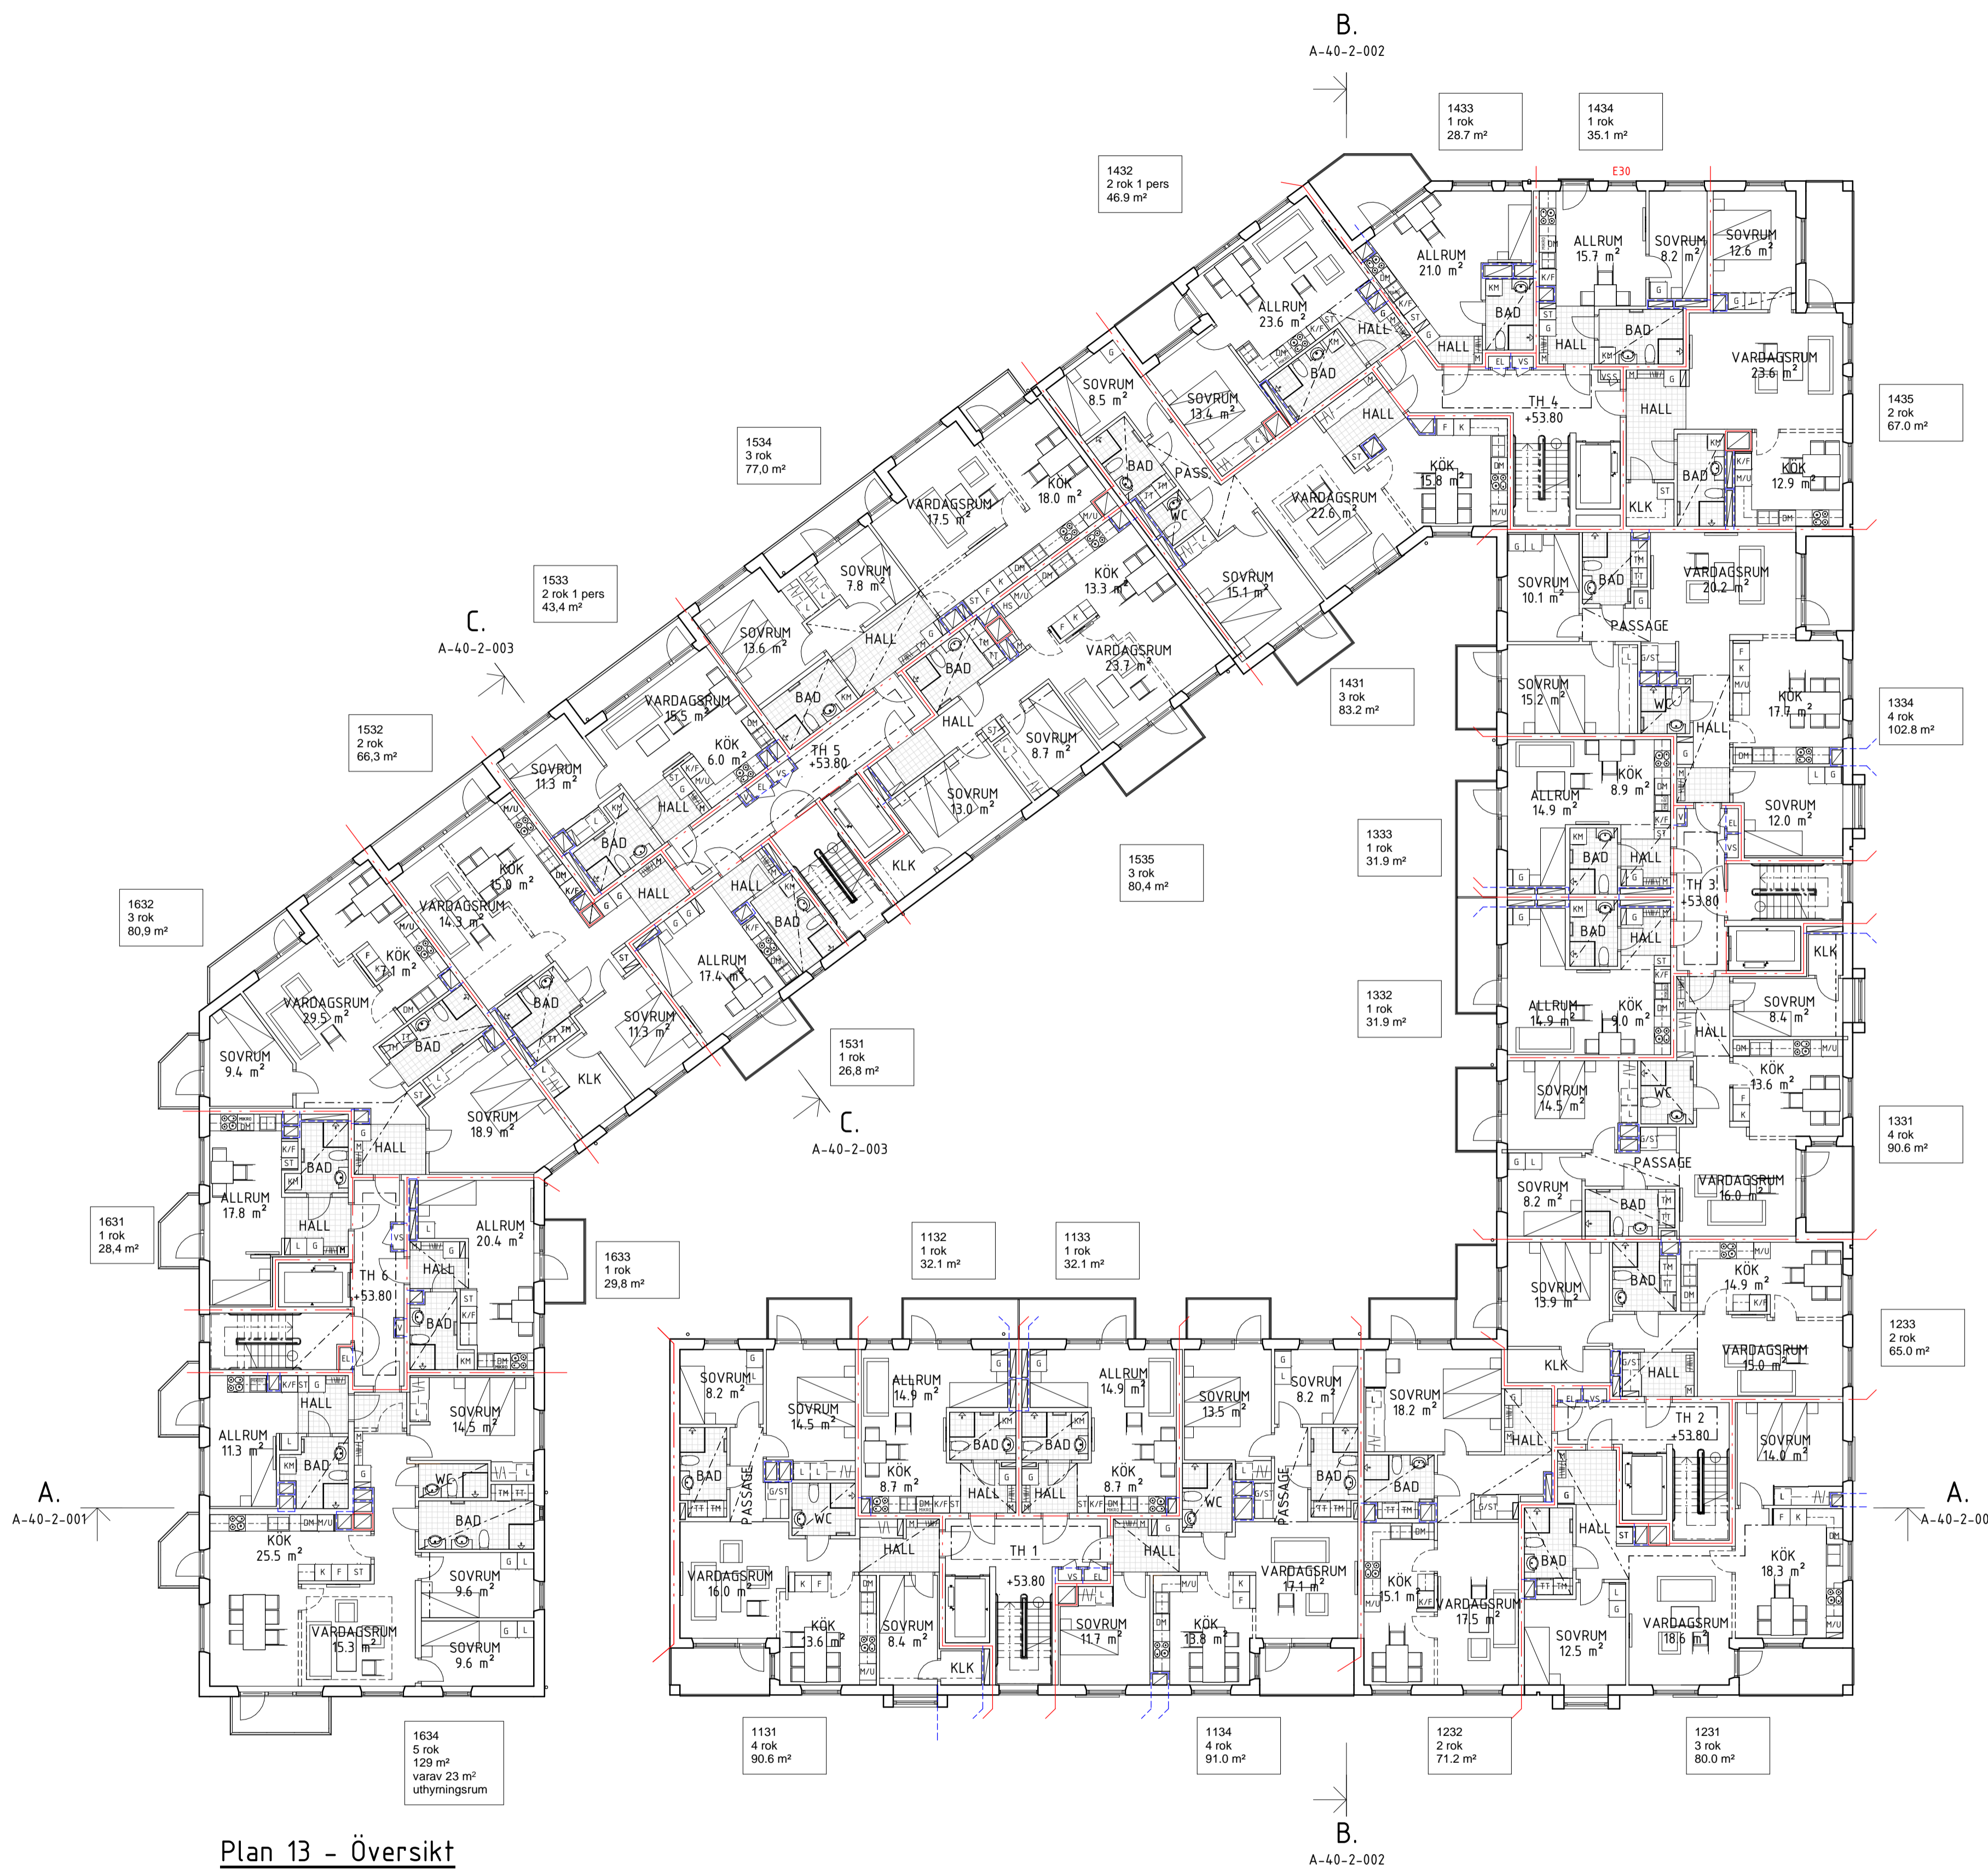 B.
A-40-2-002
1433
1 rok
28.7 m²
1434
1 rok
35.1 m²
E30
1432
2 rok 1 pers
46.9 m²
ALLRUM
21.0 m²
BAD
HALL
ALLRUM
15.7 m²
SOVRUM
8.2 m²
BAD
HALL
SOVRUM
12.6 m²
VARDAGSRUM
23.6 m²
HALL
BAD
KLK
KÖK
12.9 m²
1435
2 rok
67.0 m²
TH 4
+53.80
EL
VS
VSS
ALLRUM
23.6 m²
HALL
BAD
SOVRUM
13.4 m²
SOVRUM
8.5 m²
BAD
PASS.
WC
HALL
VARDAGSRUM
22.6 m²
KÖK
15.8 m²
SOVRUM
15.1 m²
1431
3 rok
83.2 m²
1534
3 rok
77,0 m²
VARDAGSRUM
17.5 m²
KÖK
18.0 m²
SOVRUM
7.8 m²
SOVRUM
13.6 m²
HALL
BAD
1533
2 rok 1 pers
43,4 m²
C.
A-40-2-003
VARDAGSRUM
15.5 m²
KÖK
6.0 m²
SOVRUM
11.3 m²
HALL
BAD
TH 5
+53.80
VS
EL
KÖK
13.3 m²
VARDAGSRUM
23.7 m²
BAD
HALL
SOVRUM
8.7 m²
SOVRUM
13.0 m²
KLK
1535
3 rok
80,4 m²
1532
2 rok
66,3 m²
KÖK
15.0 m²
VARDAGSRUM
14.3 m²
HALL
BAD
SOVRUM
11.3 m²
KLK
HALL
BAD
ALLRUM
17.4 m²
1531
1 rok
26,8 m²
C.
A-40-2-003
1632
3 rok
80,9 m²
KÖK
7.1 m²
VARDAGSRUM
29.5 m²
BAD
SOVRUM
9.4 m²
SOVRUM
18.9 m²
HALL
BAD
ALLRUM
17.8 m²
HALL
1631
1 rok
28,4 m²
TH 6
+53.80
IVS
V
EL
ALLRUM
20.4 m²
HALL
BAD
1633
1 rok
29,8 m²
HALL
ALLRUM
11.3 m²
BAD
SOVRUM
14.5 m²
WC
BAD
KÖK
25.5 m²
SOVRUM
9.6 m²
VARDAGSRUM
15.3 m²
SOVRUM
9.6 m²
A.
A-40-2-001
1634
5 rok
129 m²
varav 23 m²
uthyrningsrum
SOVRUM
10.1 m²
BAD
VARDAGSRUM
20.2 m²
PASSAGE
SOVRUM
15.2 m²
G/ST
WC
HALL
KÖK
17.7 m²
SOVRUM
12.0 m²
1334
4 rok
102.8 m²
ALLRUM
14.9 m²
KÖK
8.9 m²
BAD
HALL
1333
1 rok
31.9 m²
TH 3
+53.80
EL
IVS
BAD
HALL
ALLRUM
14.9 m²
KÖK
9.0 m²
1332
1 rok
31.9 m²
KLK
SOVRUM
8.4 m²
HALL
KÖK
13.6 m²
SOVRUM
14.5 m²
WC
G/ST
PASSAGE
SOVRUM
8.2 m²
BAD
VARDAGSRUM
16.0 m²
1331
4 rok
90.6 m²
SOVRUM
13.9 m²
BAD
KÖK
14.9 m²
KLK
G/ST
HALL
VARDAGSRUM
15.0 m²
1233
2 rok
65.0 m²
1132
1 rok
32.1 m²
1133
1 rok
32.1 m²
SOVRUM
8.2 m²
SOVRUM
14.5 m²
BAD
PASSAGE
G/ST
WC
HALL
VARDAGSRUM
16.0 m²
KÖK
13.6 m²
SOVRUM
8.4 m²
KLK
ALLRUM
14.9 m²
BAD
KÖK
8.7 m²
HALL
ALLRUM
14.9 m²
BAD
KÖK
8.7 m²
HALL
TH 1
+53.80
VS
EL
SOVRUM
13.5 m²
SOVRUM
8.2 m²
WC
G/ST
PASSAGE
BAD
HALL
VARDAGSRUM
17.1 m²
SOVRUM
11.7 m²
KÖK
13.8 m²
SOVRUM
18.2 m²
HALL
BAD
G/ST
KÖK
15.1 m²
VARDAGSRUM
17.5 m²
EL
VS
TH 2
+53.80
SOVRUM
14.0 m²
HALL
BAD
SOVRUM
12.5 m²
VARDAGSRUM
18.6 m²
KÖK
18.3 m²
A.
A-40-2-00
1131
4 rok
90.6 m²
1134
4 rok
91.0 m²
1232
2 rok
71.2 m²
1231
3 rok
80.0 m²
B.
A-40-2-002
Plan 13 - Översikt